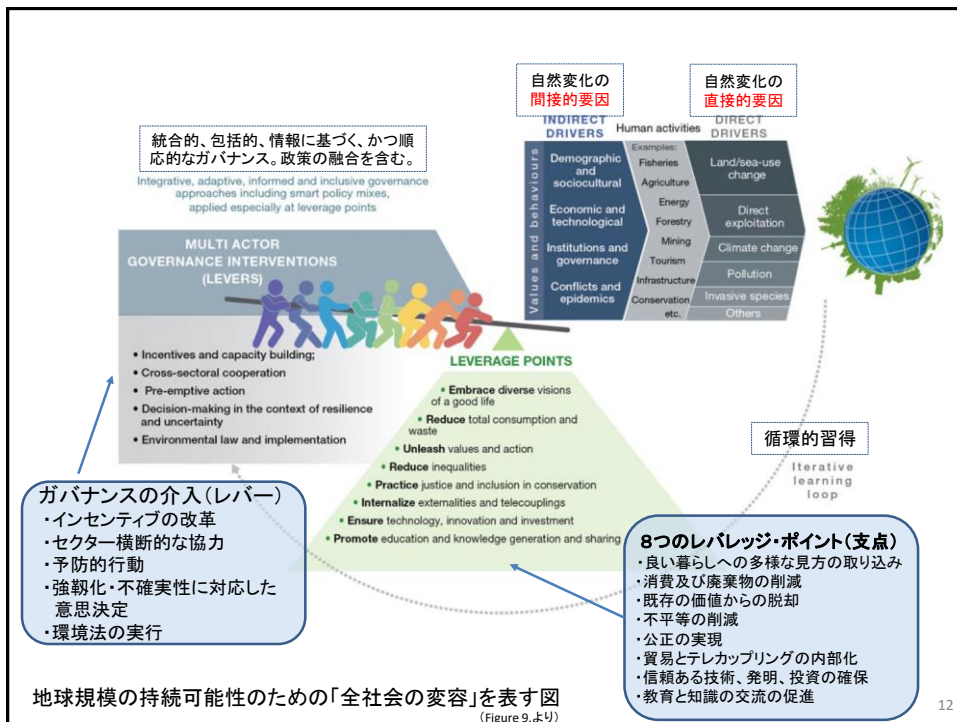 自然変化の
間接的要因
自然変化の
直接的要因
統合的、包括的、情報に基づく、かつ順
応的なガバナンス。政策の融合を含む。
Integrative, adaptive, informed and inclusive governance
approaches including smart policy mixes,
applied especially at leverage points
INDIRECT
DRIVERS
Human activities
DIRECT
DRIVERS
Values and behaviours
Demographic
and
sociocultural
Economic and
technological
Institutions and
governance
Conflicts and
epidemics
Examples:
Fisheries
Agriculture
Energy
Forestry
Mining
Tourism
Infrastructure
Conservation
etc.
Land/sea-use
change
Direct
exploitation
Climate change
Pollution
Invasive species
Others
MULTI ACTOR
GOVERNANCE INTERVENTIONS
(LEVERS)
• Incentives and capacity building;
• Cross-sectoral cooperation
• Pre-emptive action
• Decision-making in the context of resilience
and uncertainty
• Environmental law and implementation
LEVERAGE POINTS
• Embrace diverse visions
of a good life
• Reduce total consumption and
waste
• Unleash values and action
• Reduce inequalities
• Practice justice and inclusion in conservation
• Internalize externalities and telecouplings
• Ensure technology, innovation and investment
• Promote education and knowledge generation and sharing
循環的習得
Iterative
learning
loop
ガバナンスの介入(レバー)
・インセンティブの改革
・セクター横断的な協力
・予防的行動
・強靱化・不確実性に対応した
意思決定
・環境法の実行
8つのレバレッジ・ポイント(支点)
・良い暮らしへの多様な見方の取り込み
・消費及び廃棄物の削減
・既存の価値からの脱却
・不平等の削減
・公正の実現
・貿易とテレカップリングの内部化
・信頼ある技術、発明、投資の確保
・教育と知識の交流の促進
地球規模の持続可能性のための「全社会の変容」を表す図
(Figure 9.より)
12